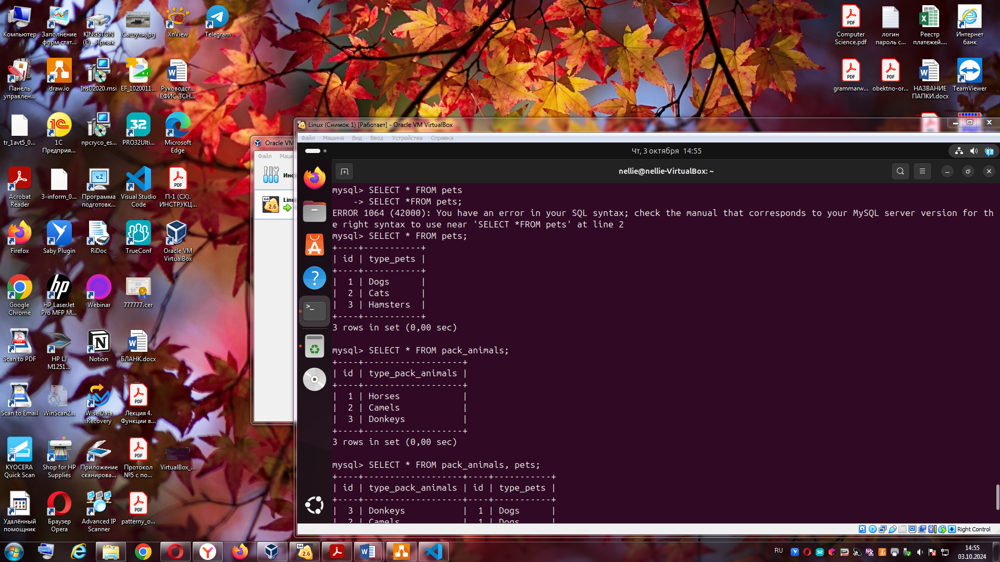 Компьютер
Заполнение
форм стат...
KINGSTON
(E) - Ярлык
Сашуля.jpg
XnView
Telegram
Панель
управлен...
draw.io
InsD2020.msi
EF_1020011...
Руководст...
ЕФИС ЗСН...
tr_1avt5_0...
1С
Предприя...
npcryco_es...
PRO32Ulti...
Microsoft
Edge
Acrobat
Reader
3-inform_0...
Программа
подготовк...
Visual Studio
Code
П-1 (СХ).
ИНСТРУКЦ...
Firefox
Saby Plugin
RiDoc
TrueConf
Oracle VM
VirtualBox
Google
Chrome
HP LaserJet
Pro MFP M...
Webinar
777777.cer
Scan to PDF
HP LJ
M1251...
Notion
БЛАНК.docx
Scan to Email
WinScan2...
Wise Data
Recovery
Лекция 4.
Функции в...
KYOCERA
Quick Scan
Shop for HP
Supplies
Приложение
сканирова...
Протокол
№5 с по...
VirtualBox_...
Удалённый
помощник
Браузер
Opera
Advanced IP
Scanner
patterny_o...
Computer
Science.pdf
логин
пароль с...
Реестр
платежей....
Интернет
банк
grammarw...
obektno-or...
НАЗВАНИЕ
ПАПКИ.docx
TeamViewer
Oracle VM
Файл Маши
Инс
Linu
Linux (Снимок 1) [Работает] - Oracle VM VirtualBox
Файл Машина Вид Ввод Устройства Справка
Чт, 3 октября 14:55
nellie@nellie-VirtualBox: ~
mysql> SELECT * FROM pets
    -> SELECT *FROM pets;
ERROR 1064 (42000): You have an error in your SQL syntax; check the manual that corresponds to your MySQL server version for th
e right syntax to use near 'SELECT *FROM pets' at line 2
mysql> SELECT * FROM pets;
+----+-----------+
| id | type_pets |
+----+-----------+
|  1 | Dogs      |
|  2 | Cats      |
|  3 | Hamsters  |
+----+-----------+
3 rows in set (0,00 sec)
mysql> SELECT * FROM pack_animals;
+----+-------------------+
| id | type_pack_animals |
+----+-------------------+
|  1 | Horses            |
|  2 | Camels            |
|  3 | Donkeys           |
+----+-------------------+
3 rows in set (0,00 sec)
mysql> SELECT * FROM pack_animals, pets;
+----+-------------------+----+-----------+
| id | type_pack_animals | id | type_pets |
+----+-------------------+----+-----------+
|  3 | Donkeys           |  1 | Dogs      |
|  2 | Camels            |  1 | Dogs      |
Right Control
RU
14:55
03.10.2024